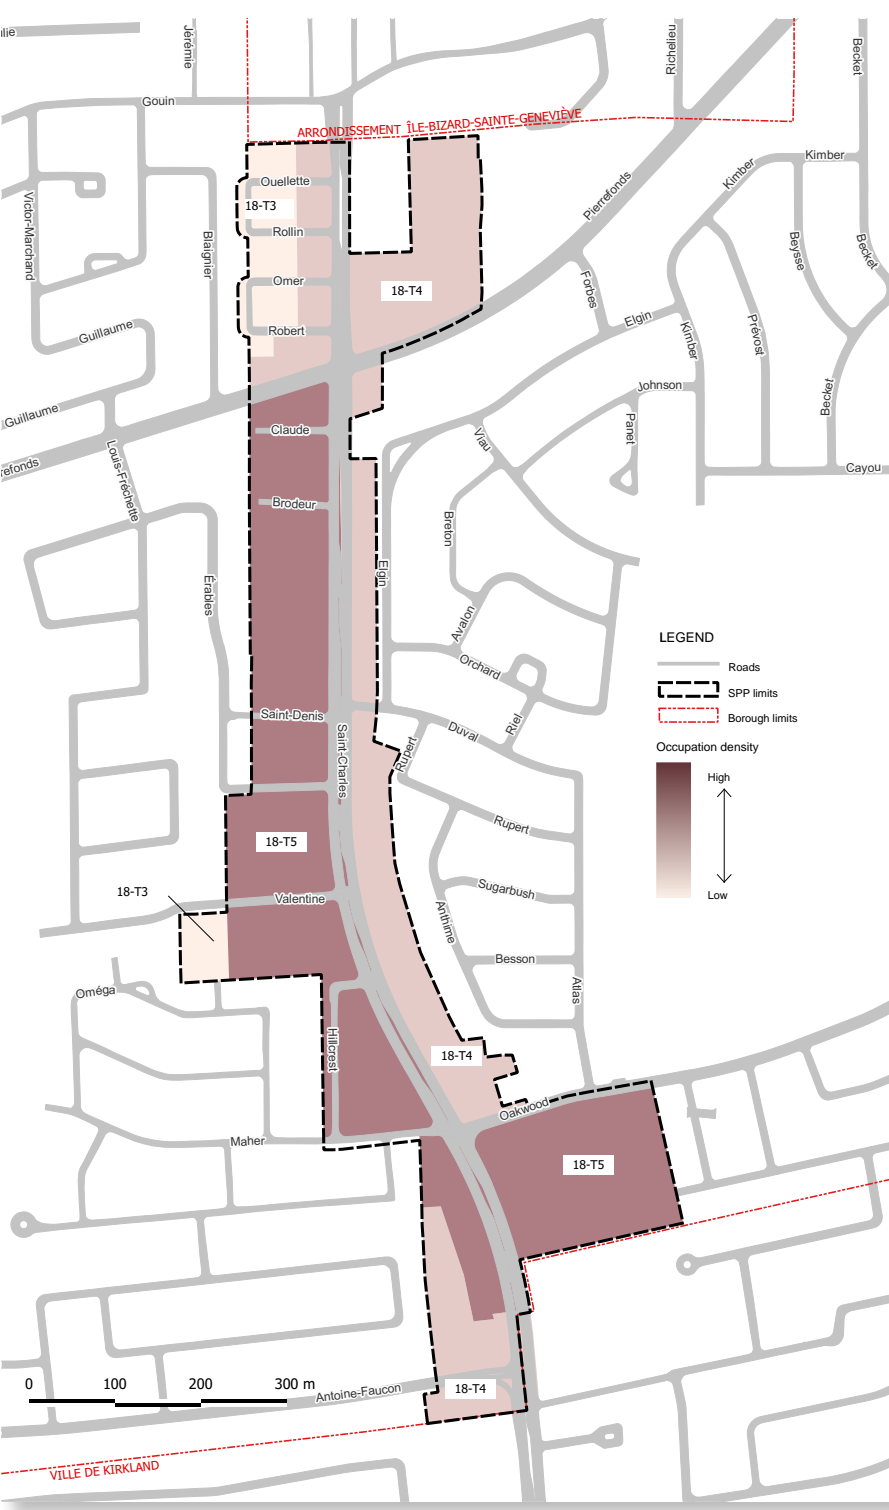 Jérémie
Richelieu
Becket
Gouin
ARRONDISSEMENT ÎLE-BIZARD-SAINTE-GENEVIÈVE
Kimber
Kimber
Ouellette
18-T3
Rollin
Victor-Marchand
Blaignier
Pierrefonds
Beysse
Becket
Omer
18-T4
Forbes
Guillaume
Robert
Elgin
Kimber
Prévost
Johnson
Becket
Guillaume
Claude
Viau
Panet
refonds
Louis-Fréchette
Cayou
Brodeur
Breton
Elgin
Érables
Avalon
LEGEND
Orchard
Roads
SPP limits
Saint-Denis
Riel
Borough limits
Duval
Saint-Charles
Rupert
Occupation density
High
Rupert
18-T5
18-T3
Sugarbush
Low
Valentine
Anthime
Besson
Oméga
Atlas
Hillcrest
18-T4
Oakwood
Maher
18-T5
0 100 200 300 m
Antoine-Faucon
18-T4
VILLE DE KIRKLAND